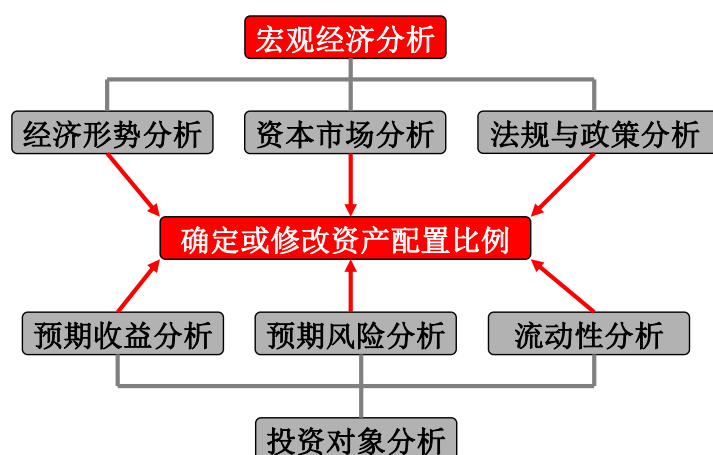 宏观经济分析
经济形势分析
资本市场分析
法规与政策分析
确定或修改资产配置比例
预期收益分析
预期风险分析
流动性分析
投资对象分析